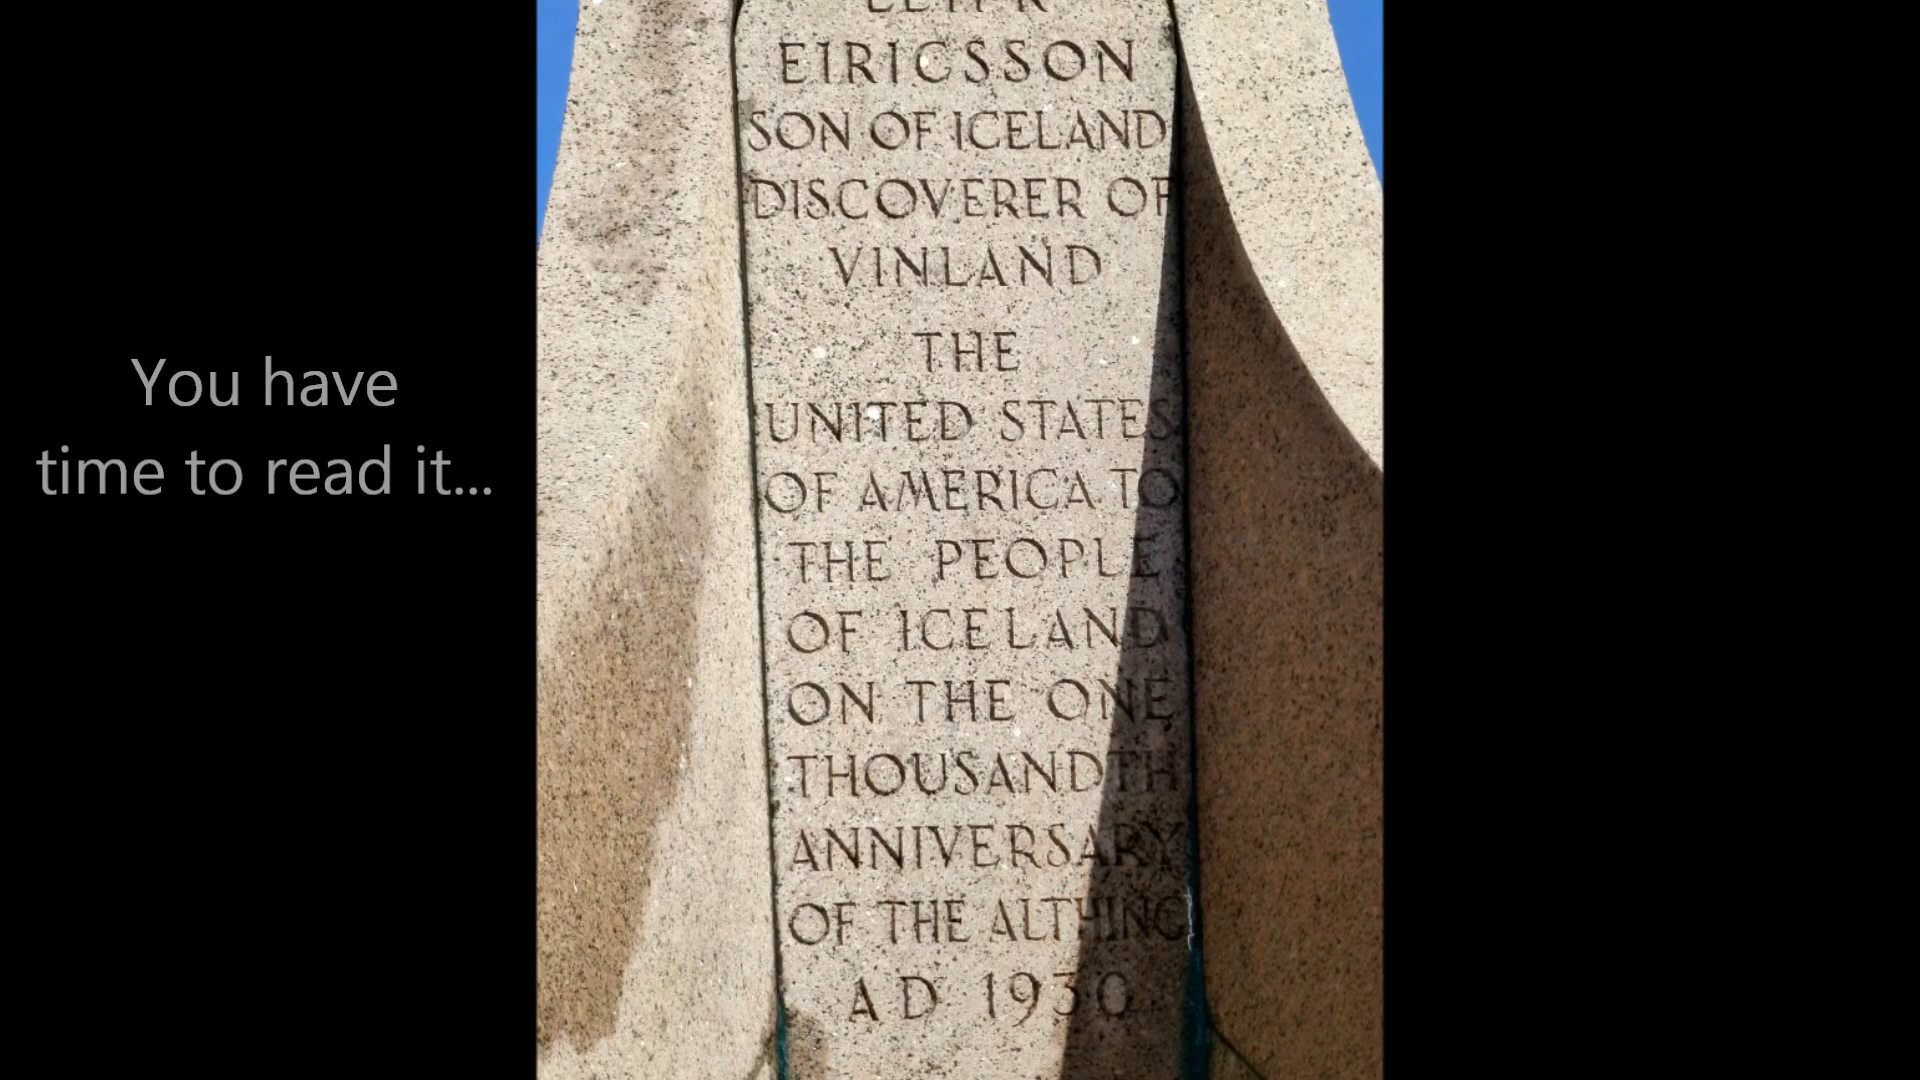 You have
time to read it...
EIRICSSON
SON OF ICELAND
DISCOVERER OF
VINLAND
THE
UNITED STATES
OF AMERICA TO
THE PEOPLE
OF ICELAND
ON THE ONE
THOUSANDTH
ANNIVERSARY
OF THE ALTHING
AD 1930